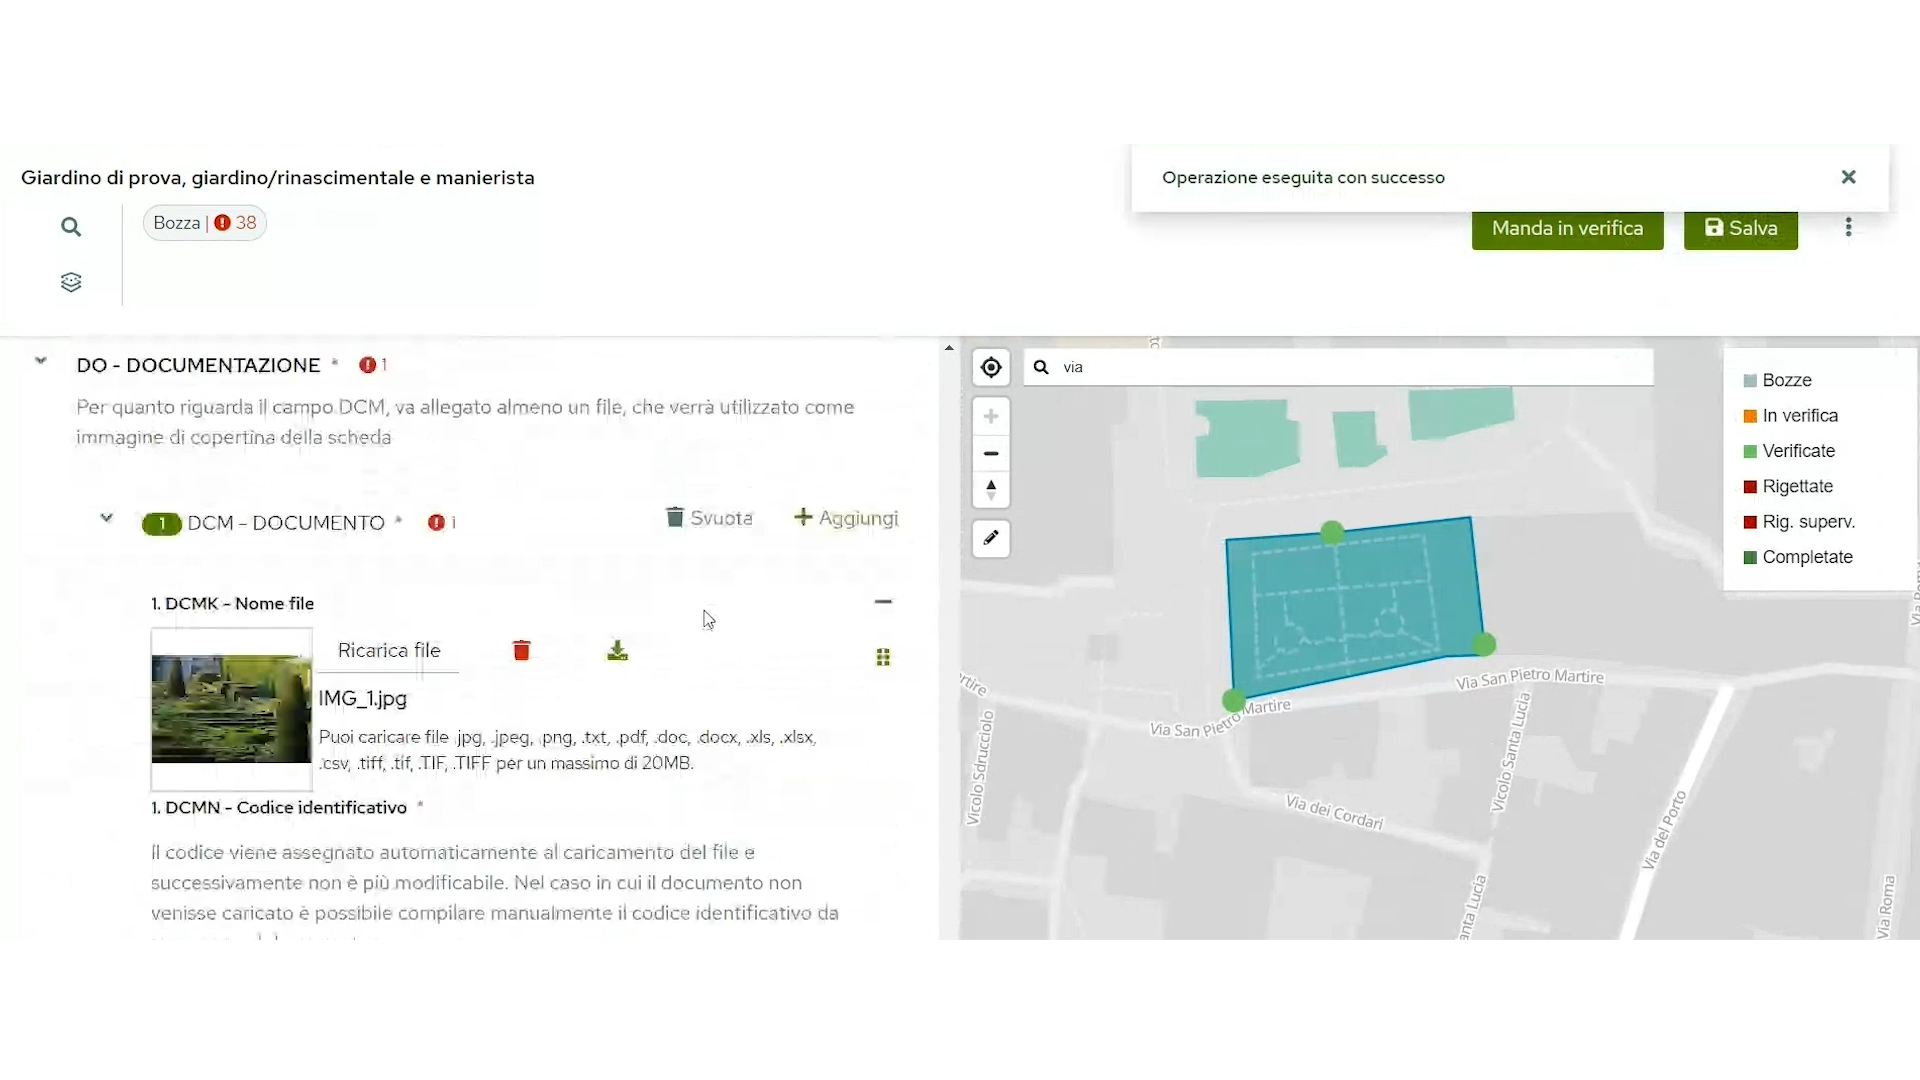 Giardino di prova, giardino/rinascimentale e manierista
Operazione eseguita con successo
Bozza | 38
Manda in verifica
Salva
DO - DOCUMENTAZIONE * 1
Per quanto riguarda il campo DCM, va allegato almeno un file, che verrà utilizzato come
immagine di copertina della scheda
1 DCM - DOCUMENTO * 1
Svuota
Aggiungi
1. DCMK - Nome file
Ricarica file
IMG_1.jpg
Puoi caricare file .jpg, .jpeg, .png, .txt, .pdf, .doc, .docx, .xls, .xlsx,
.csv, .tiff, .tif, .TIF, .TIFF per un massimo di 20MB.
1. DCMN - Codice identificativo *
Il codice viene assegnato automaticamente al caricamento del file e
successivamente non è più modificabile. Nel caso in cui il documento non
venisse caricato è possibile compilare manualmente il codice identificativo da
via
Bozze
In verifica
Verificate
Rigettate
Rig. superv.
Completate
Via San Pietro Martire
Via San Pietro Martire
rtire
Vicolo Sdrucciolo
Vicolo Santa Lucia
Via dei Cordari
Via del Porto
anta Lucia
Via Roma
Via Ro